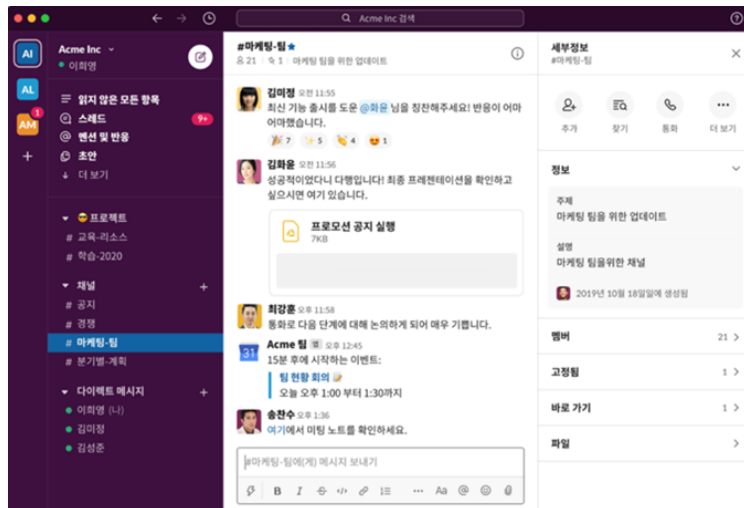 Acme Inc 검색
AI
AL
AM
1
Acme Inc
이희영
읽지 않은 모든 항목
스레드 9+
멘션 및 반응
초안
더 보기
프로젝트
# 교육-리소스
# 학습-2020
채널
# 공지
# 경쟁
# 마케팅-팀
# 분기별-계획
다이렉트 메시지
이희영 (나)
김미정
김성준
#마케팅-팀
21 | 1 | 마케팅 팀을 위한 업데이트
김미정 오전 11:55
최신 기능 출시를 도운 @화윤 님을 칭찬해주세요! 반응이 어마
어마했습니다.
7 5 4 1
김화윤 오전 11:56
성공적이었다니 다행입니다! 최종 프레젠테이션을 확인하고
싶으시면 여기 있습니다.
프로모션 공지 실행
7KB
최강훈 오후 11:58
통화로 다음 단계에 대해 논의하게 되어 매우 기쁩니다.
31
Acme 팀 앱 오후 12:45
15분 후에 시작하는 이벤트:
팀 현황 회의
오늘 오후 1:00 부터 1:30까지
송찬수 오후 1:36
여기에서 미팅 노트를 확인하세요.
#마케팅-팀에(게) 메시지 보내기
B I S </> Aa @
세부정보
#마케팅-팀
추가 찾기 통화 더 보기
정보
주제
마케팅 팀을 위한 업데이트
설명
마케팅 팀을위한 채널
2019년 10월 18일일에 생성됨
멤버 21 >
고정됨 1 >
바로 가기 1 >
파일 >